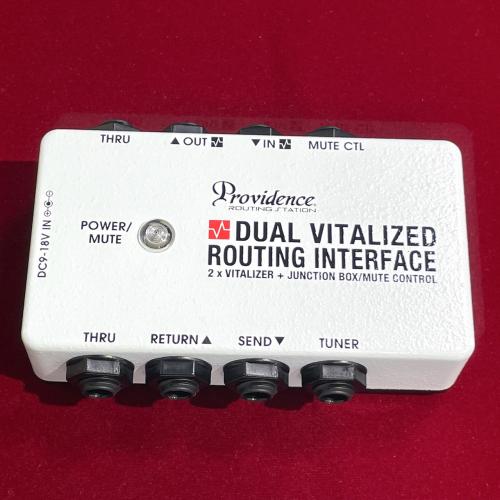 THRU
▲OUT
▼IN
MUTE CTL
Providence
ROUTING STATION
POWER/
MUTE
DC9-18V IN
DUAL VITALIZED
ROUTING INTERFACE
2 x VITALIZER + JUNCTION BOX/MUTE CONTROL
THRU
RETURN▲
SEND▼
TUNER